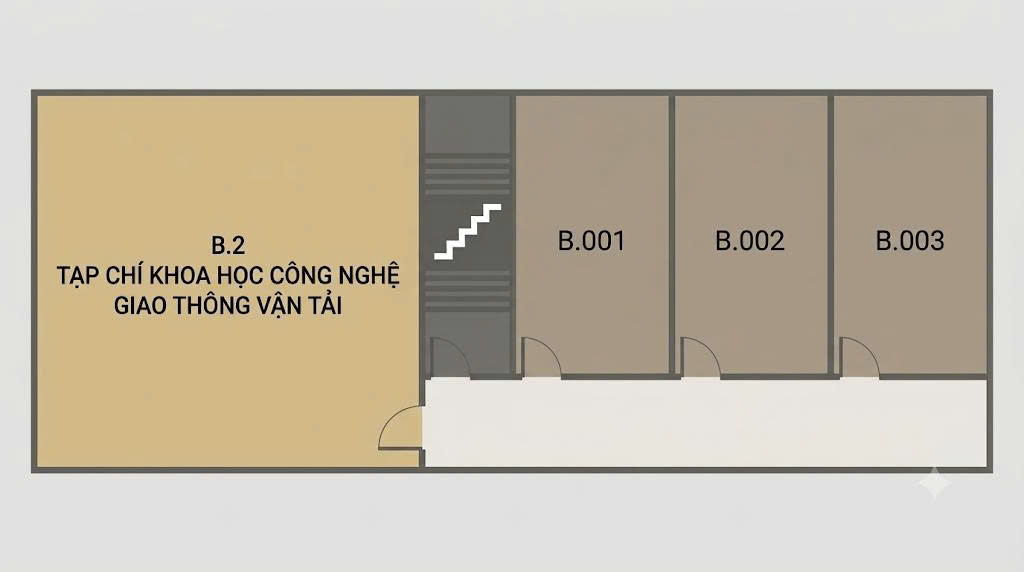 B.2
TẠP CHÍ KHOA HỌC CÔNG NGHỆ
GIAO THÔNG VẬN TẢI
B.001
B.002
B.003